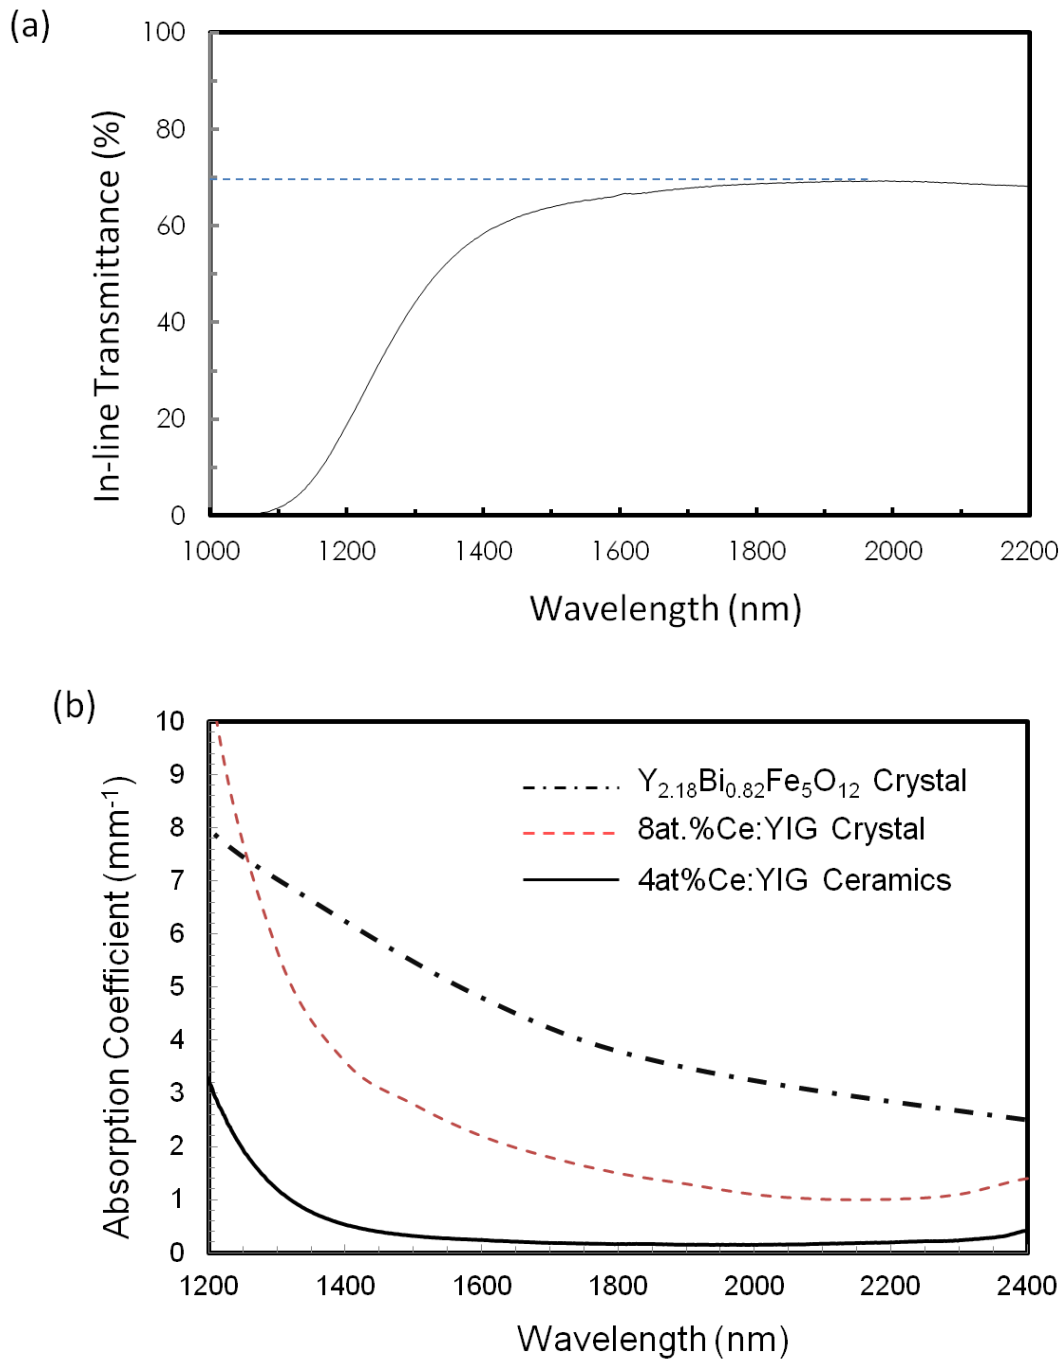 (a)
100
80
60
40
20
0
In-line Transmittance (%)
1000 1200 1400 1600 1800 2000 2200
Wavelength (nm)
(b)
10
9
8
7
6
5
4
3
2
1
0
Absorption Coefficient (mm⁻¹)
Y₂.₁₈Bi₀.₈₂Fe₅O₁₂ Crystal
8at.%Ce:YIG Crystal
4at%Ce:YIG Ceramics
1200 1400 1600 1800 2000 2200 2400
Wavelength (nm)